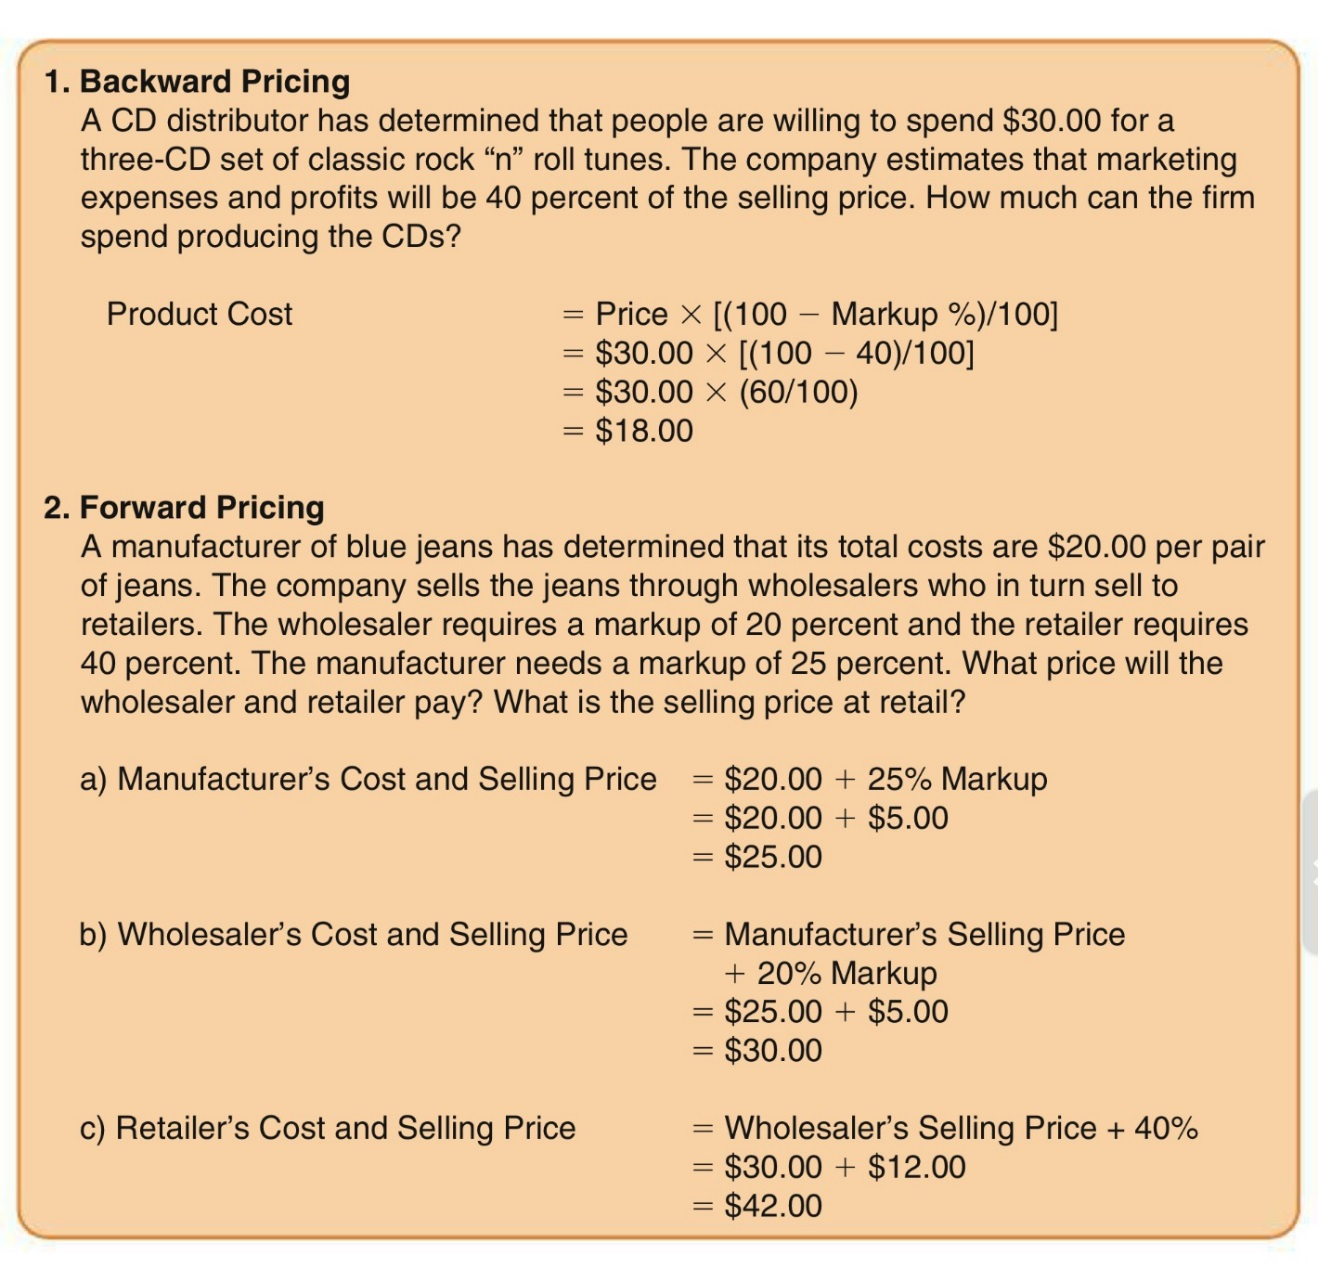 1. Backward Pricing
A CD distributor has determined that people are willing to spend $30.00 for a
three-CD set of classic rock “n” roll tunes. The company estimates that marketing
expenses and profits will be 40 percent of the selling price. How much can the firm
spend producing the CDs?
Product Cost = Price × [(100 − Markup %)/100]
= $30.00 × [(100 − 40)/100]
= $30.00 × (60/100)
= $18.00
2. Forward Pricing
A manufacturer of blue jeans has determined that its total costs are $20.00 per pair
of jeans. The company sells the jeans through wholesalers who in turn sell to
retailers. The wholesaler requires a markup of 20 percent and the retailer requires
40 percent. The manufacturer needs a markup of 25 percent. What price will the
wholesaler and retailer pay? What is the selling price at retail?
a) Manufacturer’s Cost and Selling Price = $20.00 + 25% Markup
= $20.00 + $5.00
= $25.00
b) Wholesaler’s Cost and Selling Price = Manufacturer’s Selling Price
+ 20% Markup
= $25.00 + $5.00
= $30.00
c) Retailer’s Cost and Selling Price = Wholesaler’s Selling Price + 40%
= $30.00 + $12.00
= $42.00